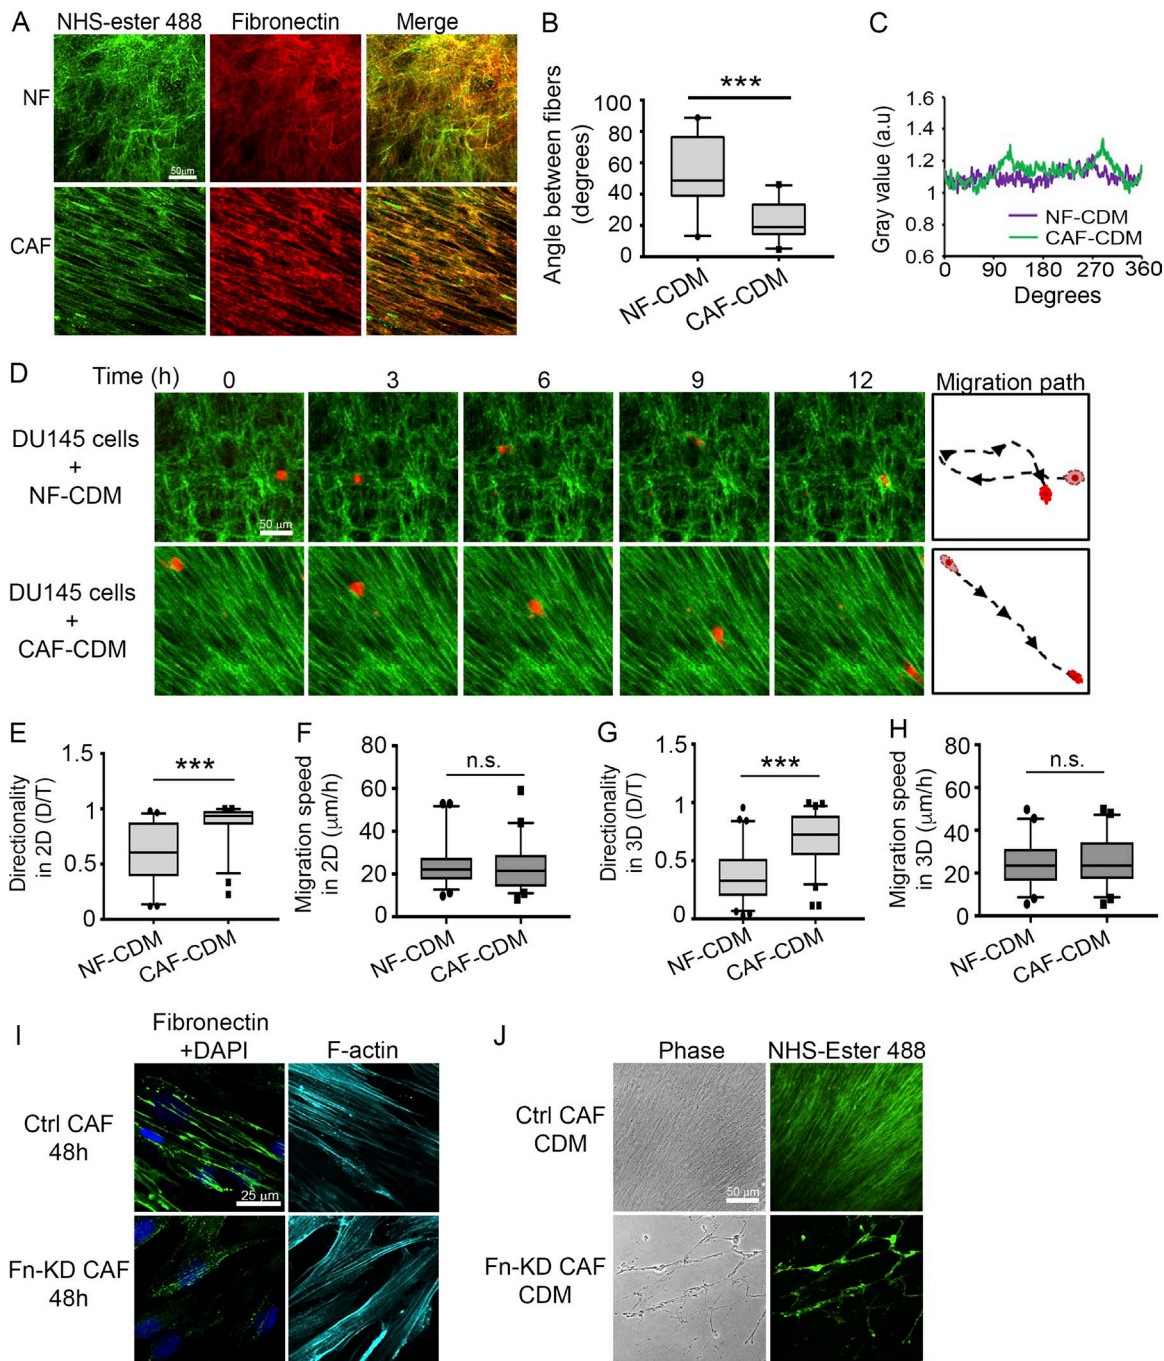 A
NHS-ester 488
Fibronectin
Merge
NF
50μm
CAF
B
***
Angle between fibers
(degrees)
100
80
60
40
20
0
NF-CDM
CAF-CDM
C
Gray value (a.u)
1.6
1.4
1.2
1
0.8
0.6
NF-CDM
CAF-CDM
0 90 180 270 360
Degrees
D
Time (h)
0 3 6 9 12
Migration path
DU145 cells
+
NF-CDM
50 μm
DU145 cells
+
CAF-CDM
E
Directionality
in 2D (D/T)
1.5
1
0.5
0
***
NF-CDM
CAF-CDM
F
Migration speed
in 2D (μm/h)
80
60
40
20
0
n.s.
NF-CDM
CAF-CDM
G
Directionality
in 3D (D/T)
1.5
1
0.5
0
***
NF-CDM
CAF-CDM
H
Migration speed
in 3D (μm/h)
80
60
40
20
0
n.s.
NF-CDM
CAF-CDM
I
Fibronectin
+DAPI
F-actin
Ctrl CAF
48h
25 μm
Fn-KD CAF
48h
J
Phase
NHS-Ester 488
Ctrl CAF
CDM
50 μm
Fn-KD CAF
CDM